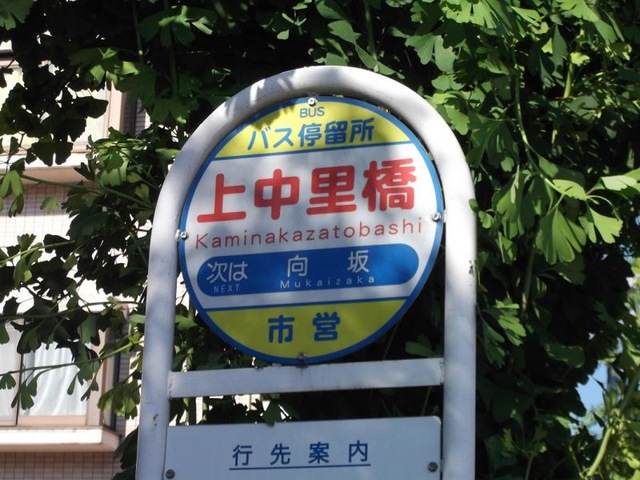 BUS
バス停留所
上中里橋
Kaminakazatobashi
次は 向坂
NEXT Mukaizaka
市営
行先案内